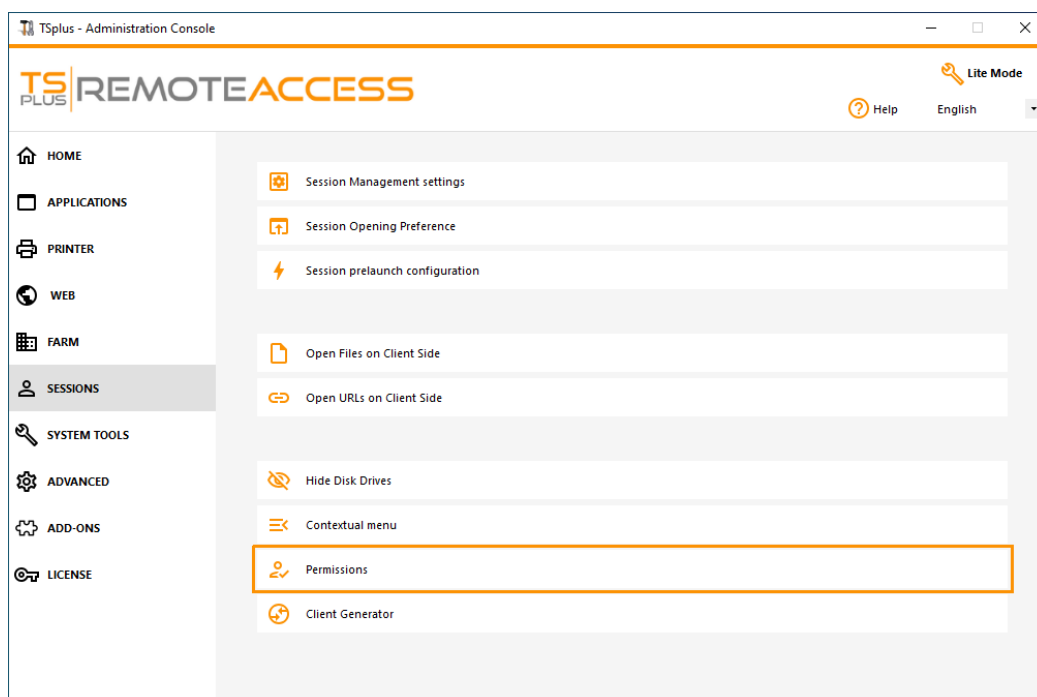 TSplus - Administration Console
TS PLUS REMOTEACCESS
Lite Mode
Help English
HOME
APPLICATIONS
PRINTER
WEB
FARM
SESSIONS
SYSTEM TOOLS
ADVANCED
ADD-ONS
LICENSE
Session Management settings
Session Opening Preference
Session prelaunch configuration
Open Files on Client Side
Open URLs on Client Side
Hide Disk Drives
Contextual menu
Permissions
Client Generator